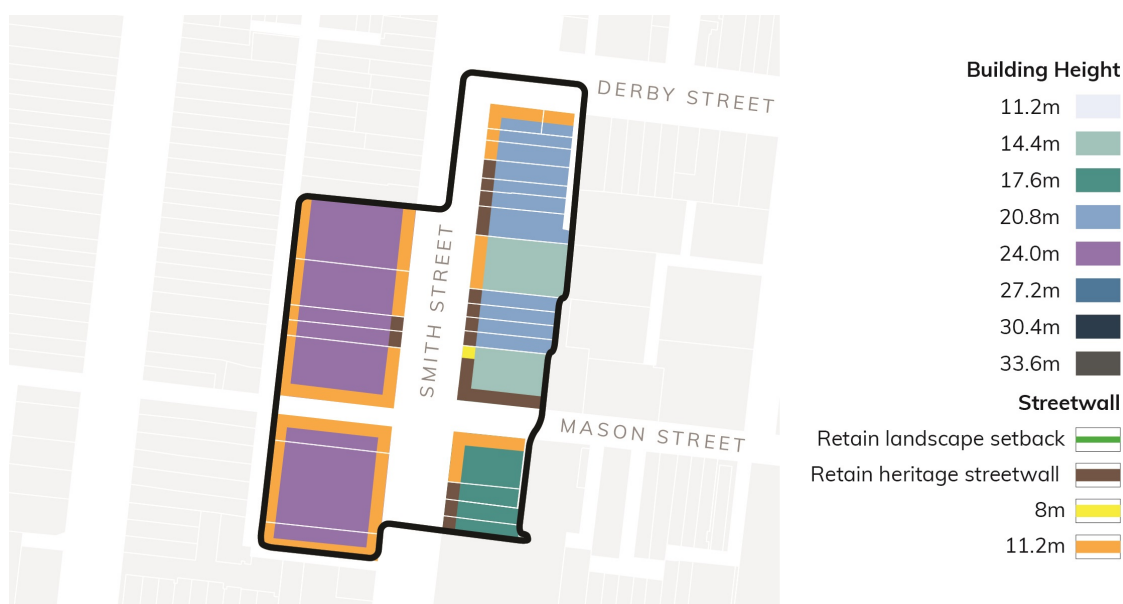 DERBY STREET
SMITH STREET
MASON STREET
Building Height
11.2m
14.4m
17.6m
20.8m
24.0m
27.2m
30.4m
33.6m
Streetwall
Retain landscape setback
Retain heritage streetwall
8m
11.2m